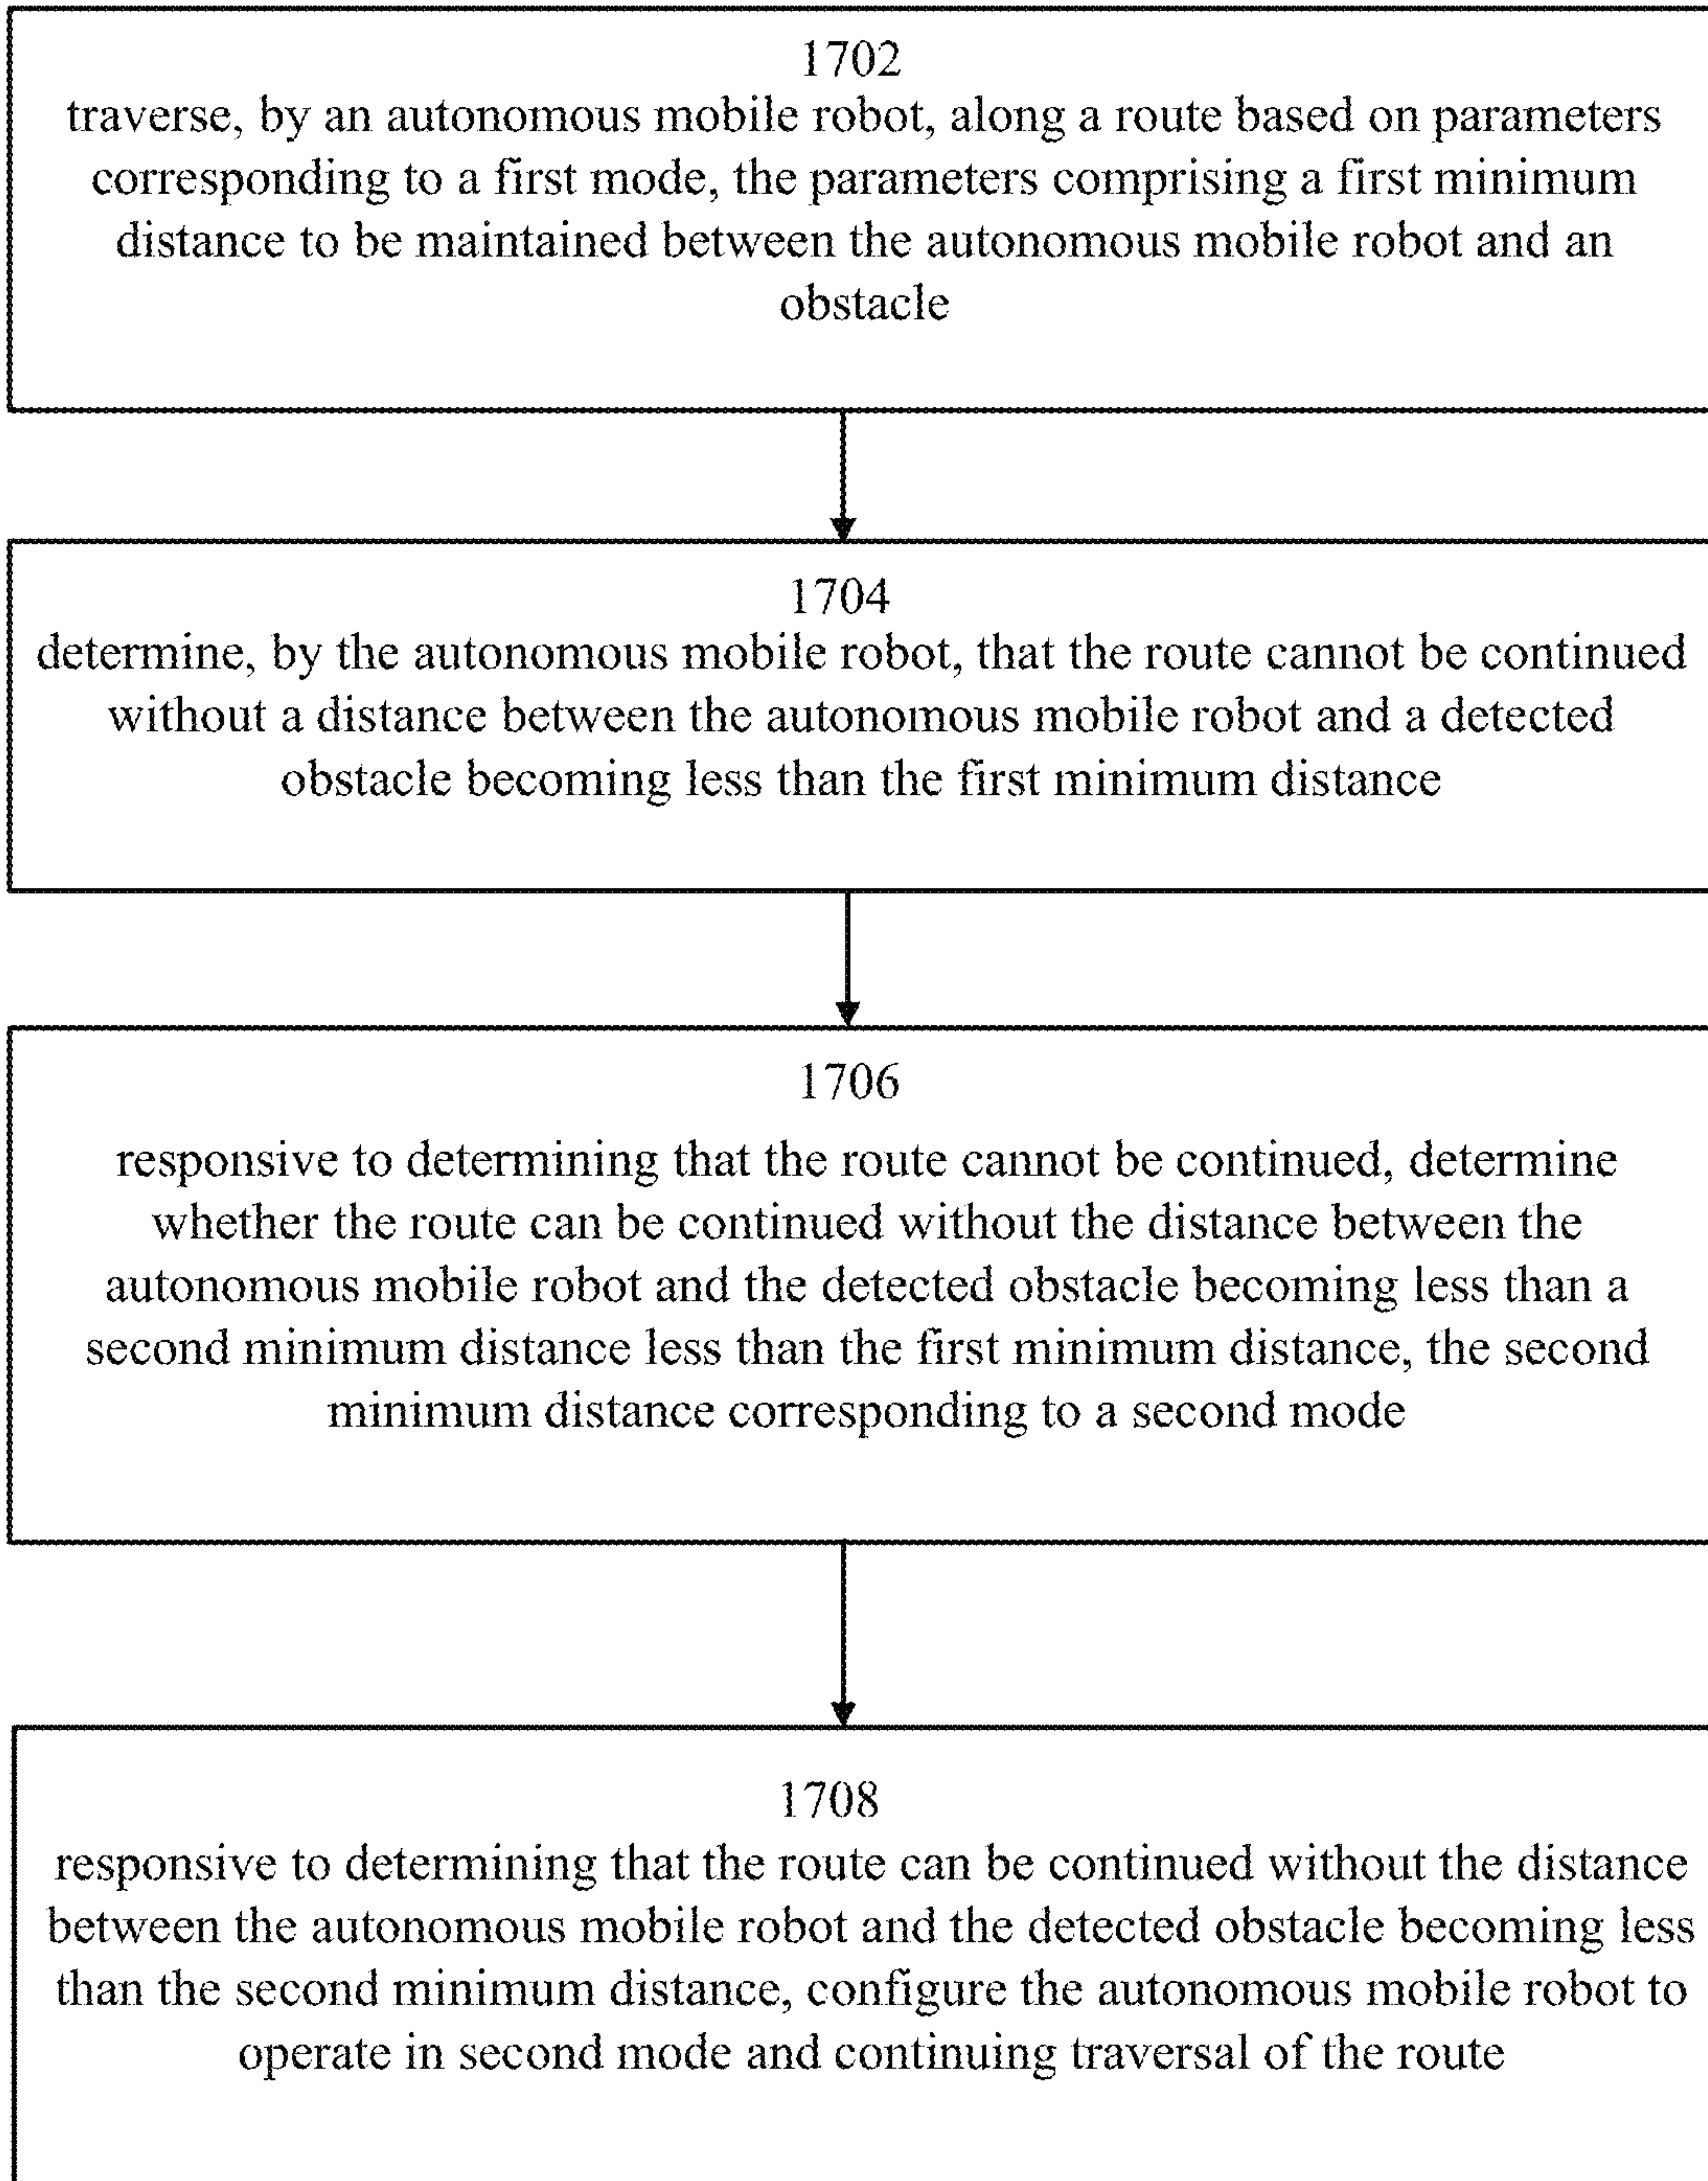 1702
traverse, by an autonomous mobile robot, along a route based on parameters
corresponding to a first mode, the parameters comprising a first minimum
distance to be maintained between the autonomous mobile robot and an
obstacle
1704
determine, by the autonomous mobile robot, that the route cannot be continued
without a distance between the autonomous mobile robot and a detected
obstacle becoming less than the first minimum distance
1706
responsive to determining that the route cannot be continued, determine
whether the route can be continued without the distance between the
autonomous mobile robot and the detected obstacle becoming less than a
second minimum distance less than the first minimum distance, the second
minimum distance corresponding to a second mode
1708
responsive to determining that the route can be continued without the distance
between the autonomous mobile robot and the detected obstacle becoming less
than the second minimum distance, configure the autonomous mobile robot to
operate in second mode and continuing traversal of the route